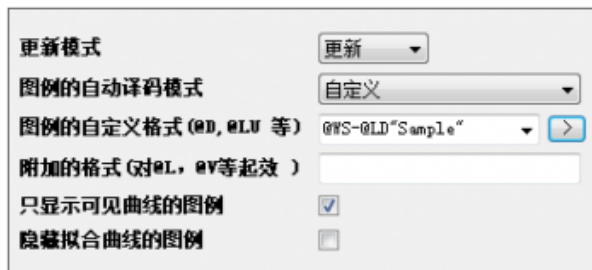 更新模式 更新
图例的自动译码模式 自定义
图例的自定义格式(@D,@LU 等) @WS-@LD"Sample" >
附加的格式(对@L，@V等起效 )
只显示可见曲线的图例
隐藏拟合曲线的图例